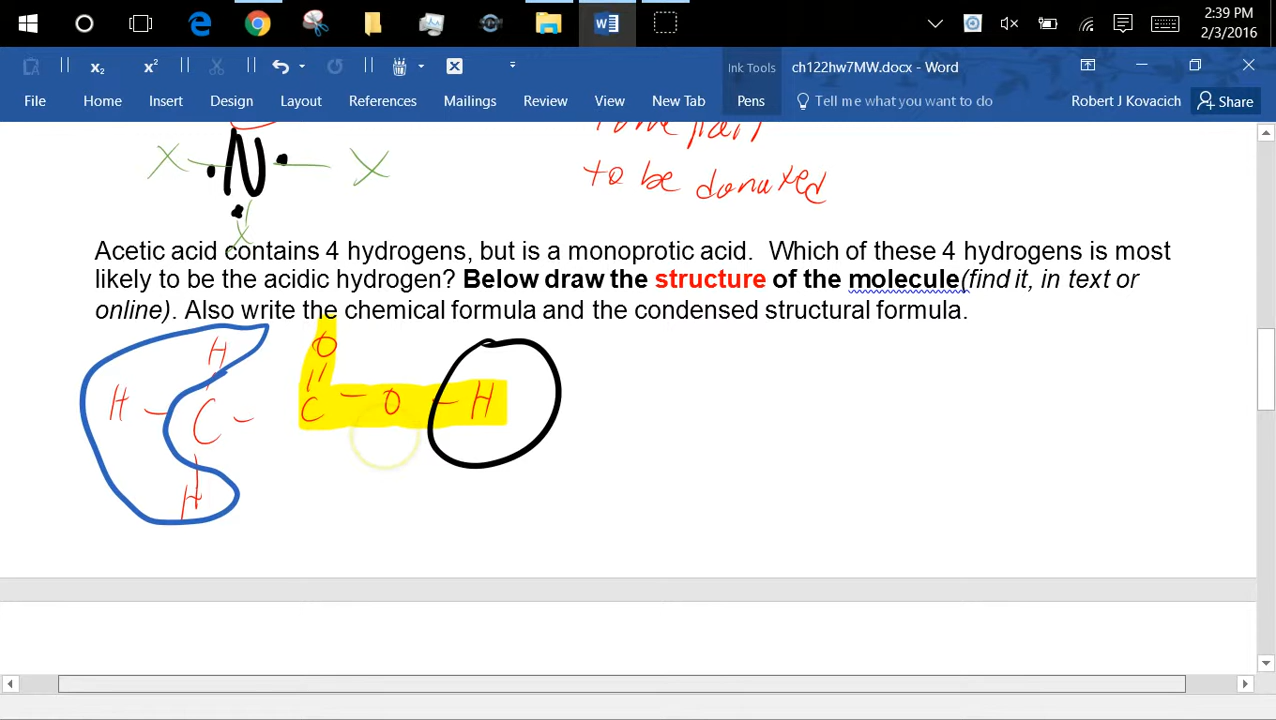 2:39 PM
2/3/2016
Ink Tools
ch122hw7MW.docx - Word
File
Home
Insert
Design
Layout
References
Mailings
Review
View
New Tab
Pens
Tell me what you want to do
Robert J Kovacich
Share
to be donated
X N X
X
Acetic acid contains 4 hydrogens, but is a monoprotic acid. Which of these 4 hydrogens is most
likely to be the acidic hydrogen? Below draw the structure of the molecule(find it, in text or
online). Also write the chemical formula and the condensed structural formula.
H O
||
H - C - C - O - H
H